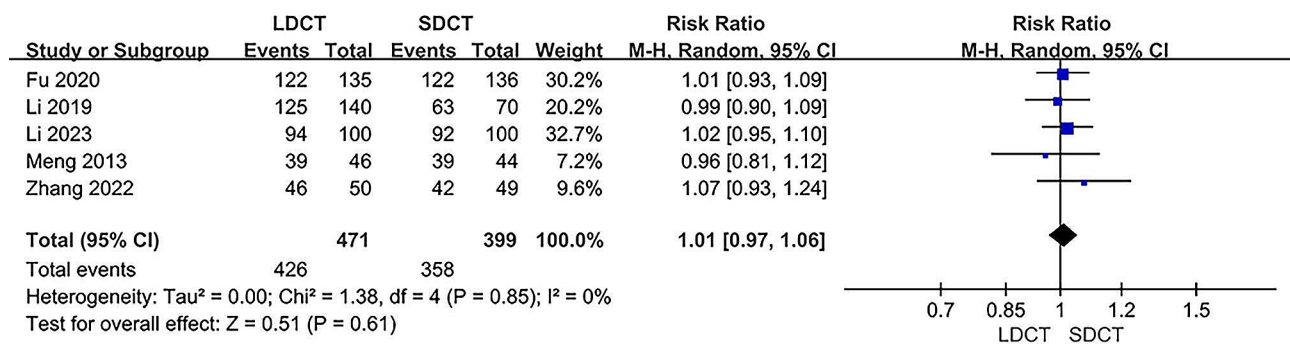 LDCT SDCT Risk Ratio Risk Ratio
Study or Subgroup Events Total Events Total Weight M-H, Random, 95% CI M-H, Random, 95% CI
Fu 2020 122 135 122 136 30.2% 1.01 [0.93, 1.09]
Li 2019 125 140 63 70 20.2% 0.99 [0.90, 1.09]
Li 2023 94 100 92 100 32.7% 1.02 [0.95, 1.10]
Meng 2013 39 46 39 44 7.2% 0.96 [0.81, 1.12]
Zhang 2022 46 50 42 49 9.6% 1.07 [0.93, 1.24]
Total (95% CI) 471 399 100.0% 1.01 [0.97, 1.06]
Total events 426 358
Heterogeneity: Tau² = 0.00; Chi² = 1.38, df = 4 (P = 0.85); I² = 0%
Test for overall effect: Z = 0.51 (P = 0.61)
0.7 0.85 1 1.2 1.5
LDCT SDCT